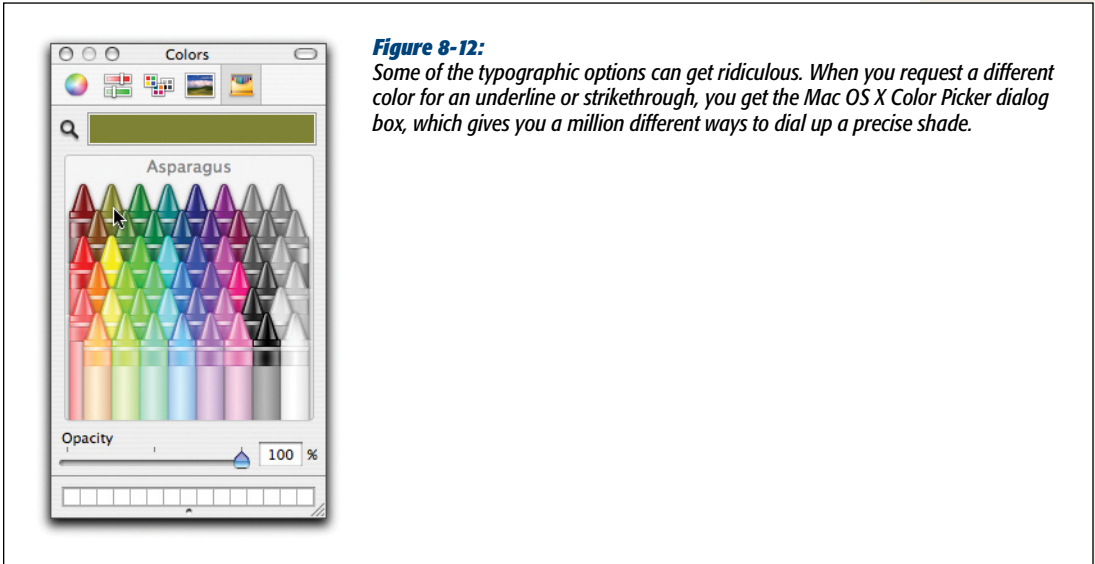 Colors
Asparagus
Opacity
100 %
Figure 8-12:
Some of the typographic options can get ridiculous. When you request a different
color for an underline or strikethrough, you get the Mac OS X Color Picker dialog
box, which gives you a million different ways to dial up a precise shade.